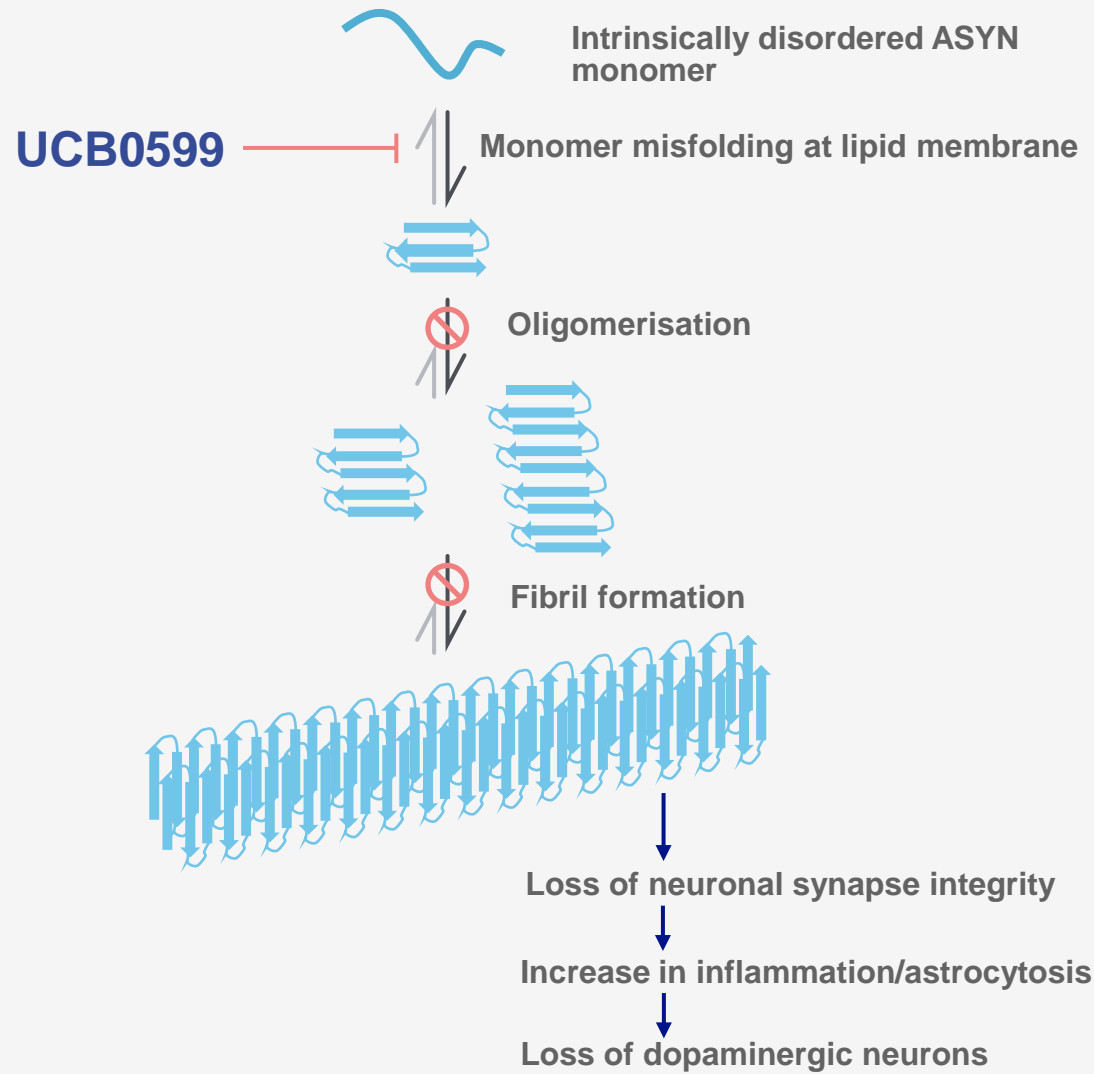 Intrinsically disordered ASYN
monomer
UCB0599
Monomer misfolding at lipid membrane
Oligomerisation
Fibril formation
Loss of neuronal synapse integrity
Increase in inflammation/astrocytosis
Loss of dopaminergic neurons